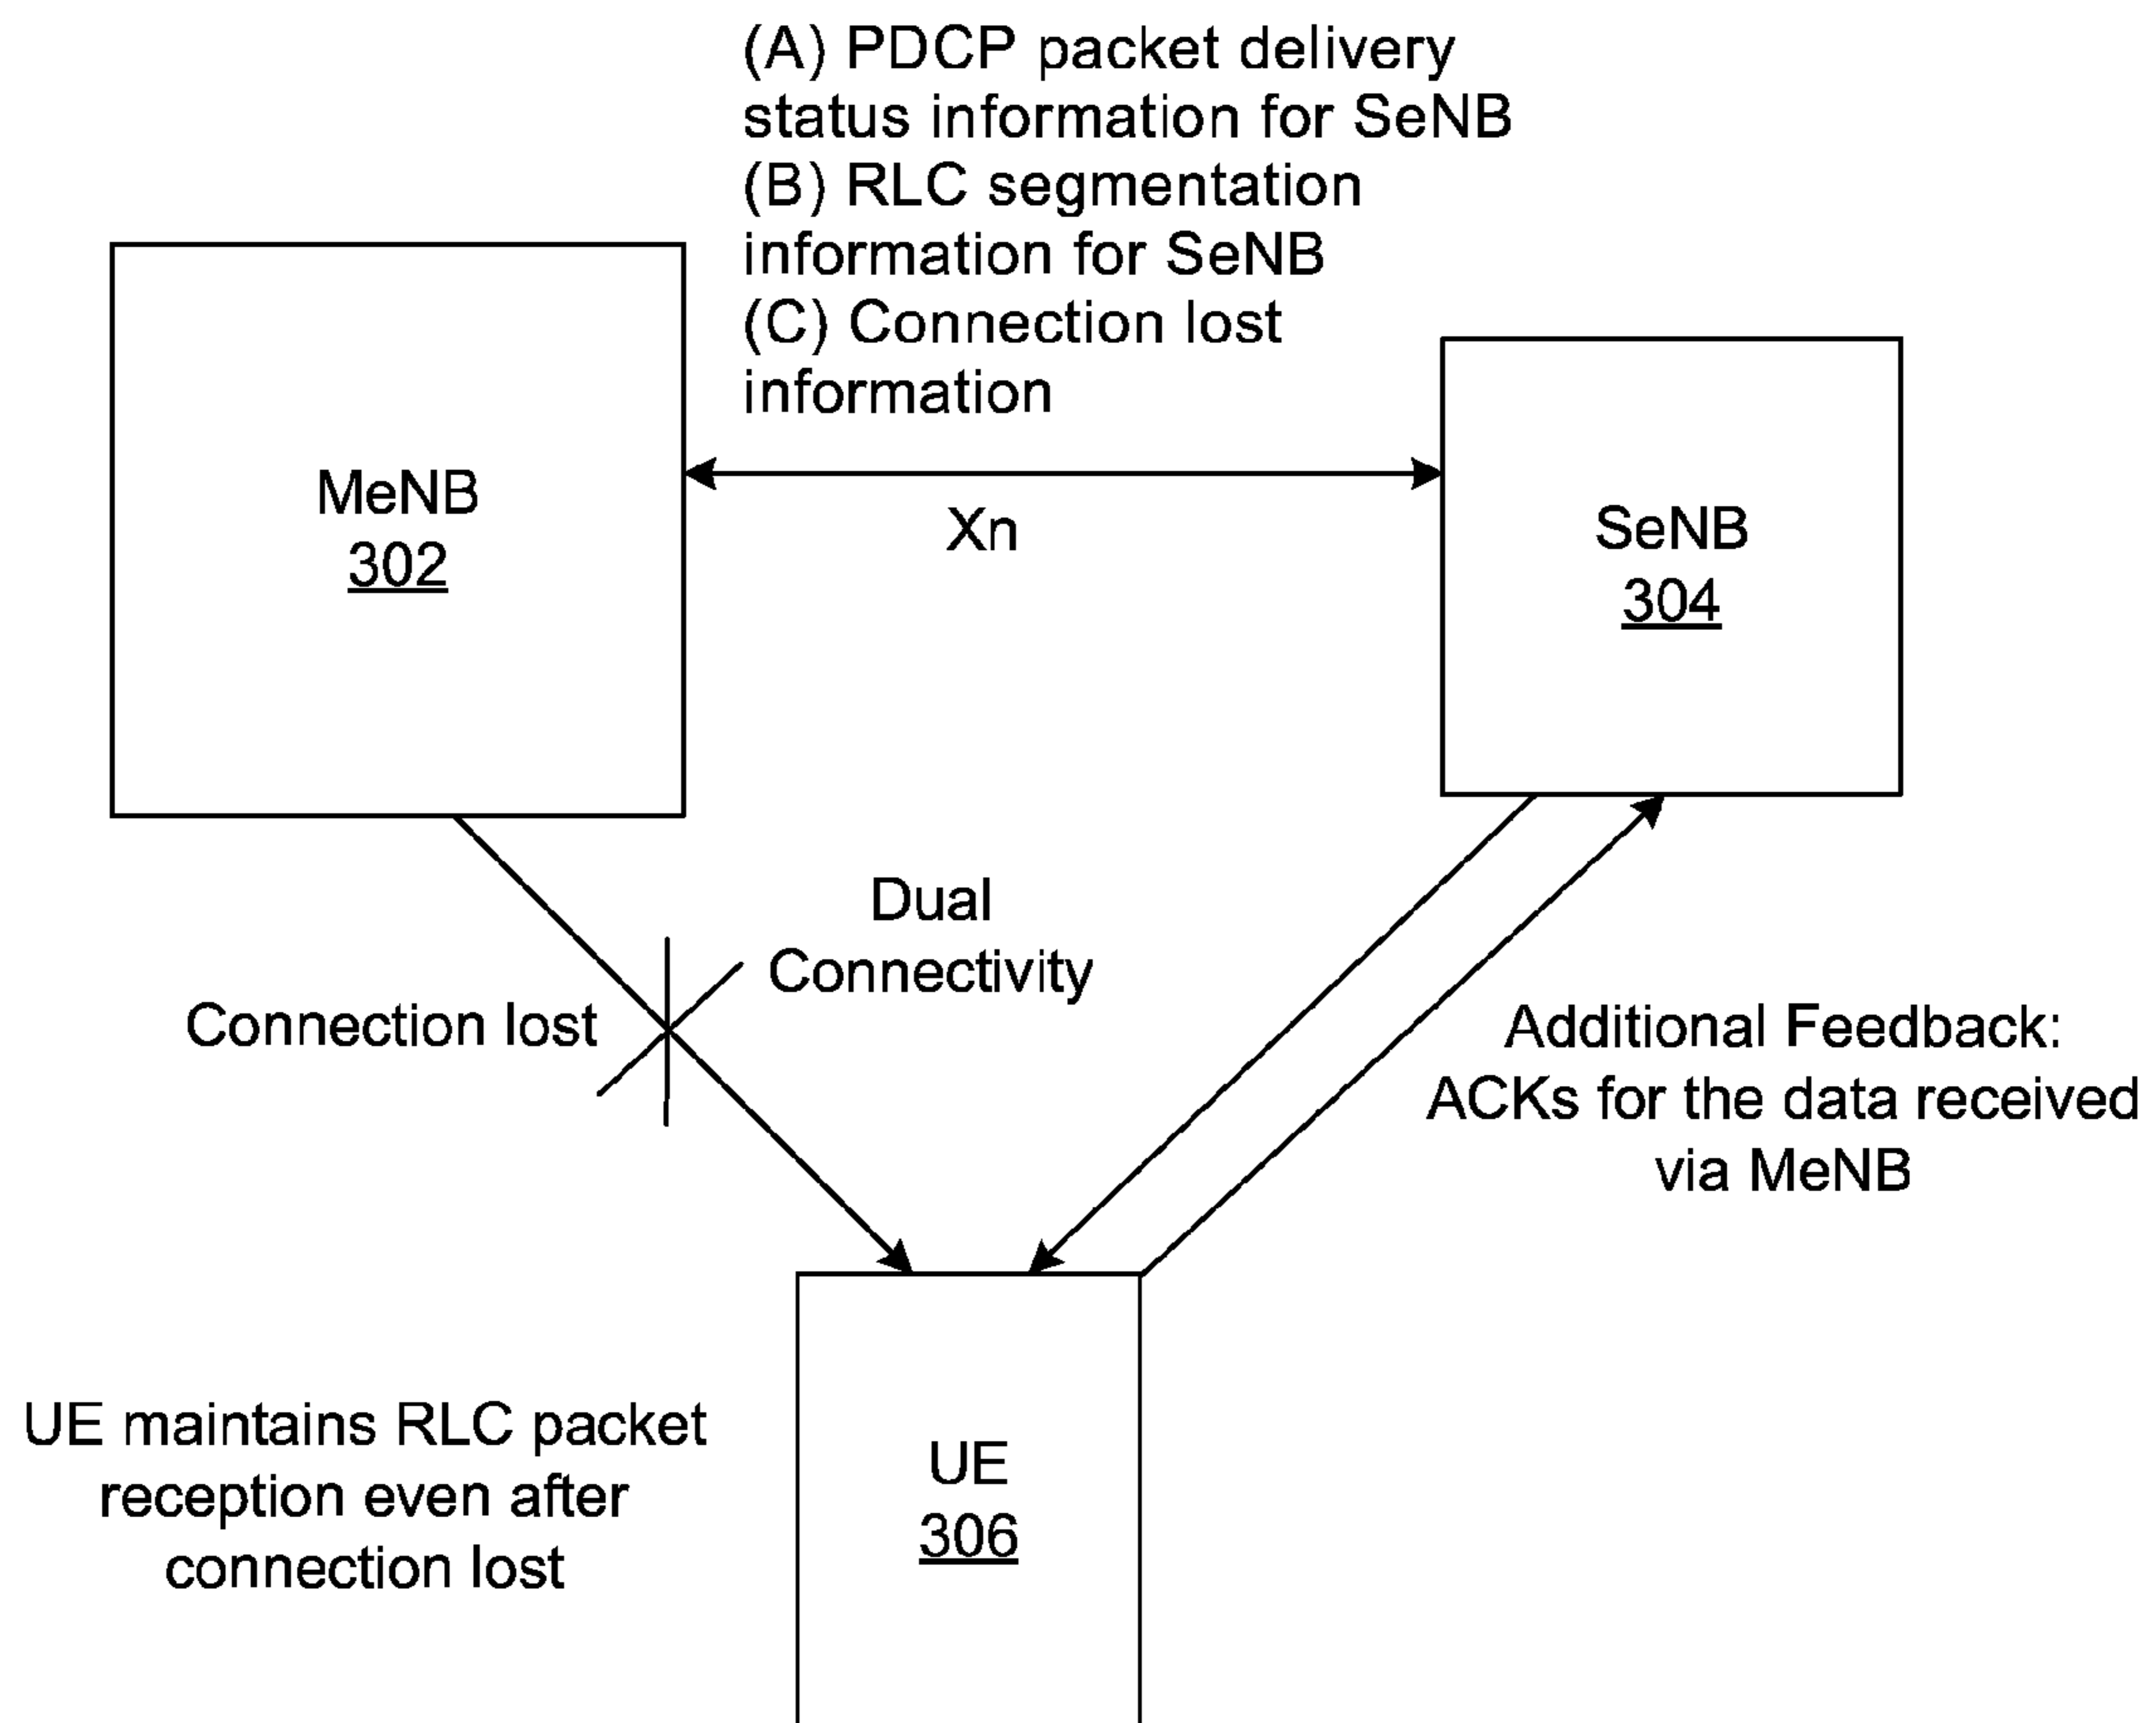 (A) PDCP packet delivery
status information for SeNB
(B) RLC segmentation
information for SeNB
(C) Connection lost
information
MeNB
302
Xn
SeNB
304
Dual
Connectivity
Connection lost
Additional Feedback:
ACKs for the data received
via MeNB
UE maintains RLC packet
reception even after
connection lost
UE
306